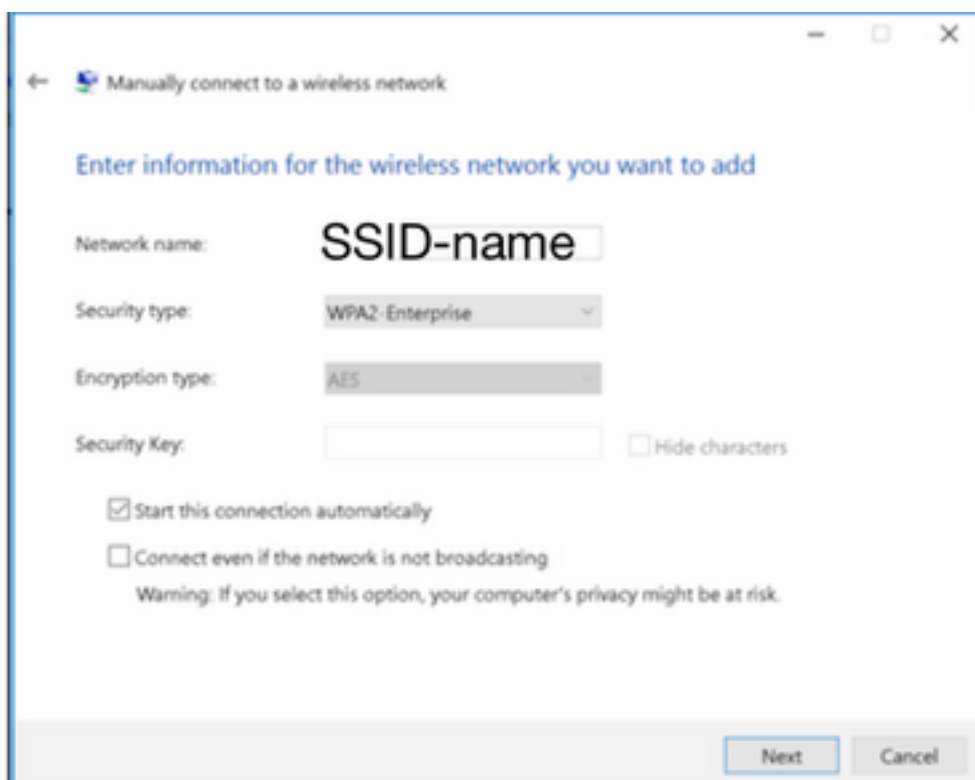 Manually connect to a wireless network
Enter information for the wireless network you want to add
Network name: SSID-name
Security type: WPA2-Enterprise
Encryption type: AES
Security Key: Hide characters
Start this connection automatically
Connect even if the network is not broadcasting
Warning: If you select this option, your computer's privacy might be at risk.
Next Cancel